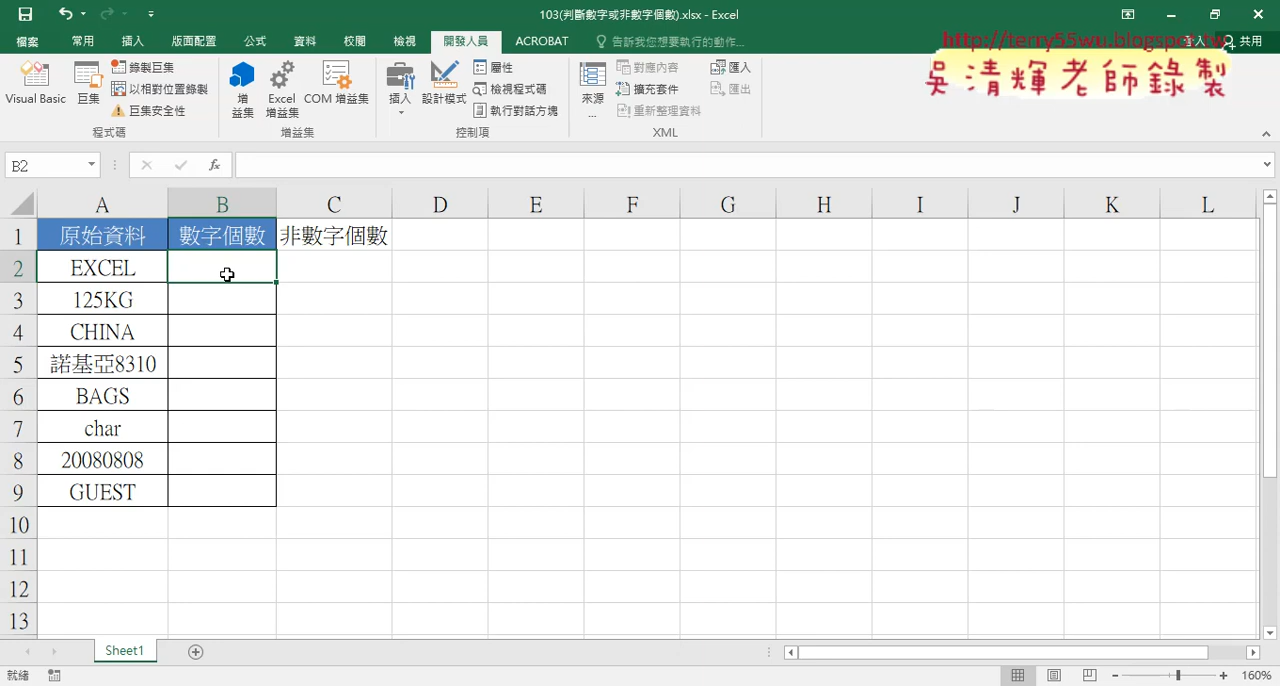 103(判斷數字或非數字個數).xlsx - Excel
檔案 常用 插入 版面配置 公式 資料 校閱 檢視 開發人員 ACROBAT 告訴我您想要執行的動作... 登入 共用
http://terry55wu.blogspot.tw
吳清輝老師錄製
Visual Basic 巨集 錄製巨集 以相對位置錄製 巨集安全性
程式碼
增益集 Excel 增益集 COM 增益集
增益集
插入 設計模式 屬性 檢視程式碼 執行對話方塊
控制項
來源... 對應內容 擴充套件 重新整理資料 匯入 匯出
XML
B2 fx
A B C D E F G H I J K L
1 原始資料 數字個數 非數字個數
2 EXCEL
3 125KG
4 CHINA
5 諾基亞8310
6 BAGS
7 char
8 20080808
9 GUEST
10
11
12
13
Sheet1
就緒 160%